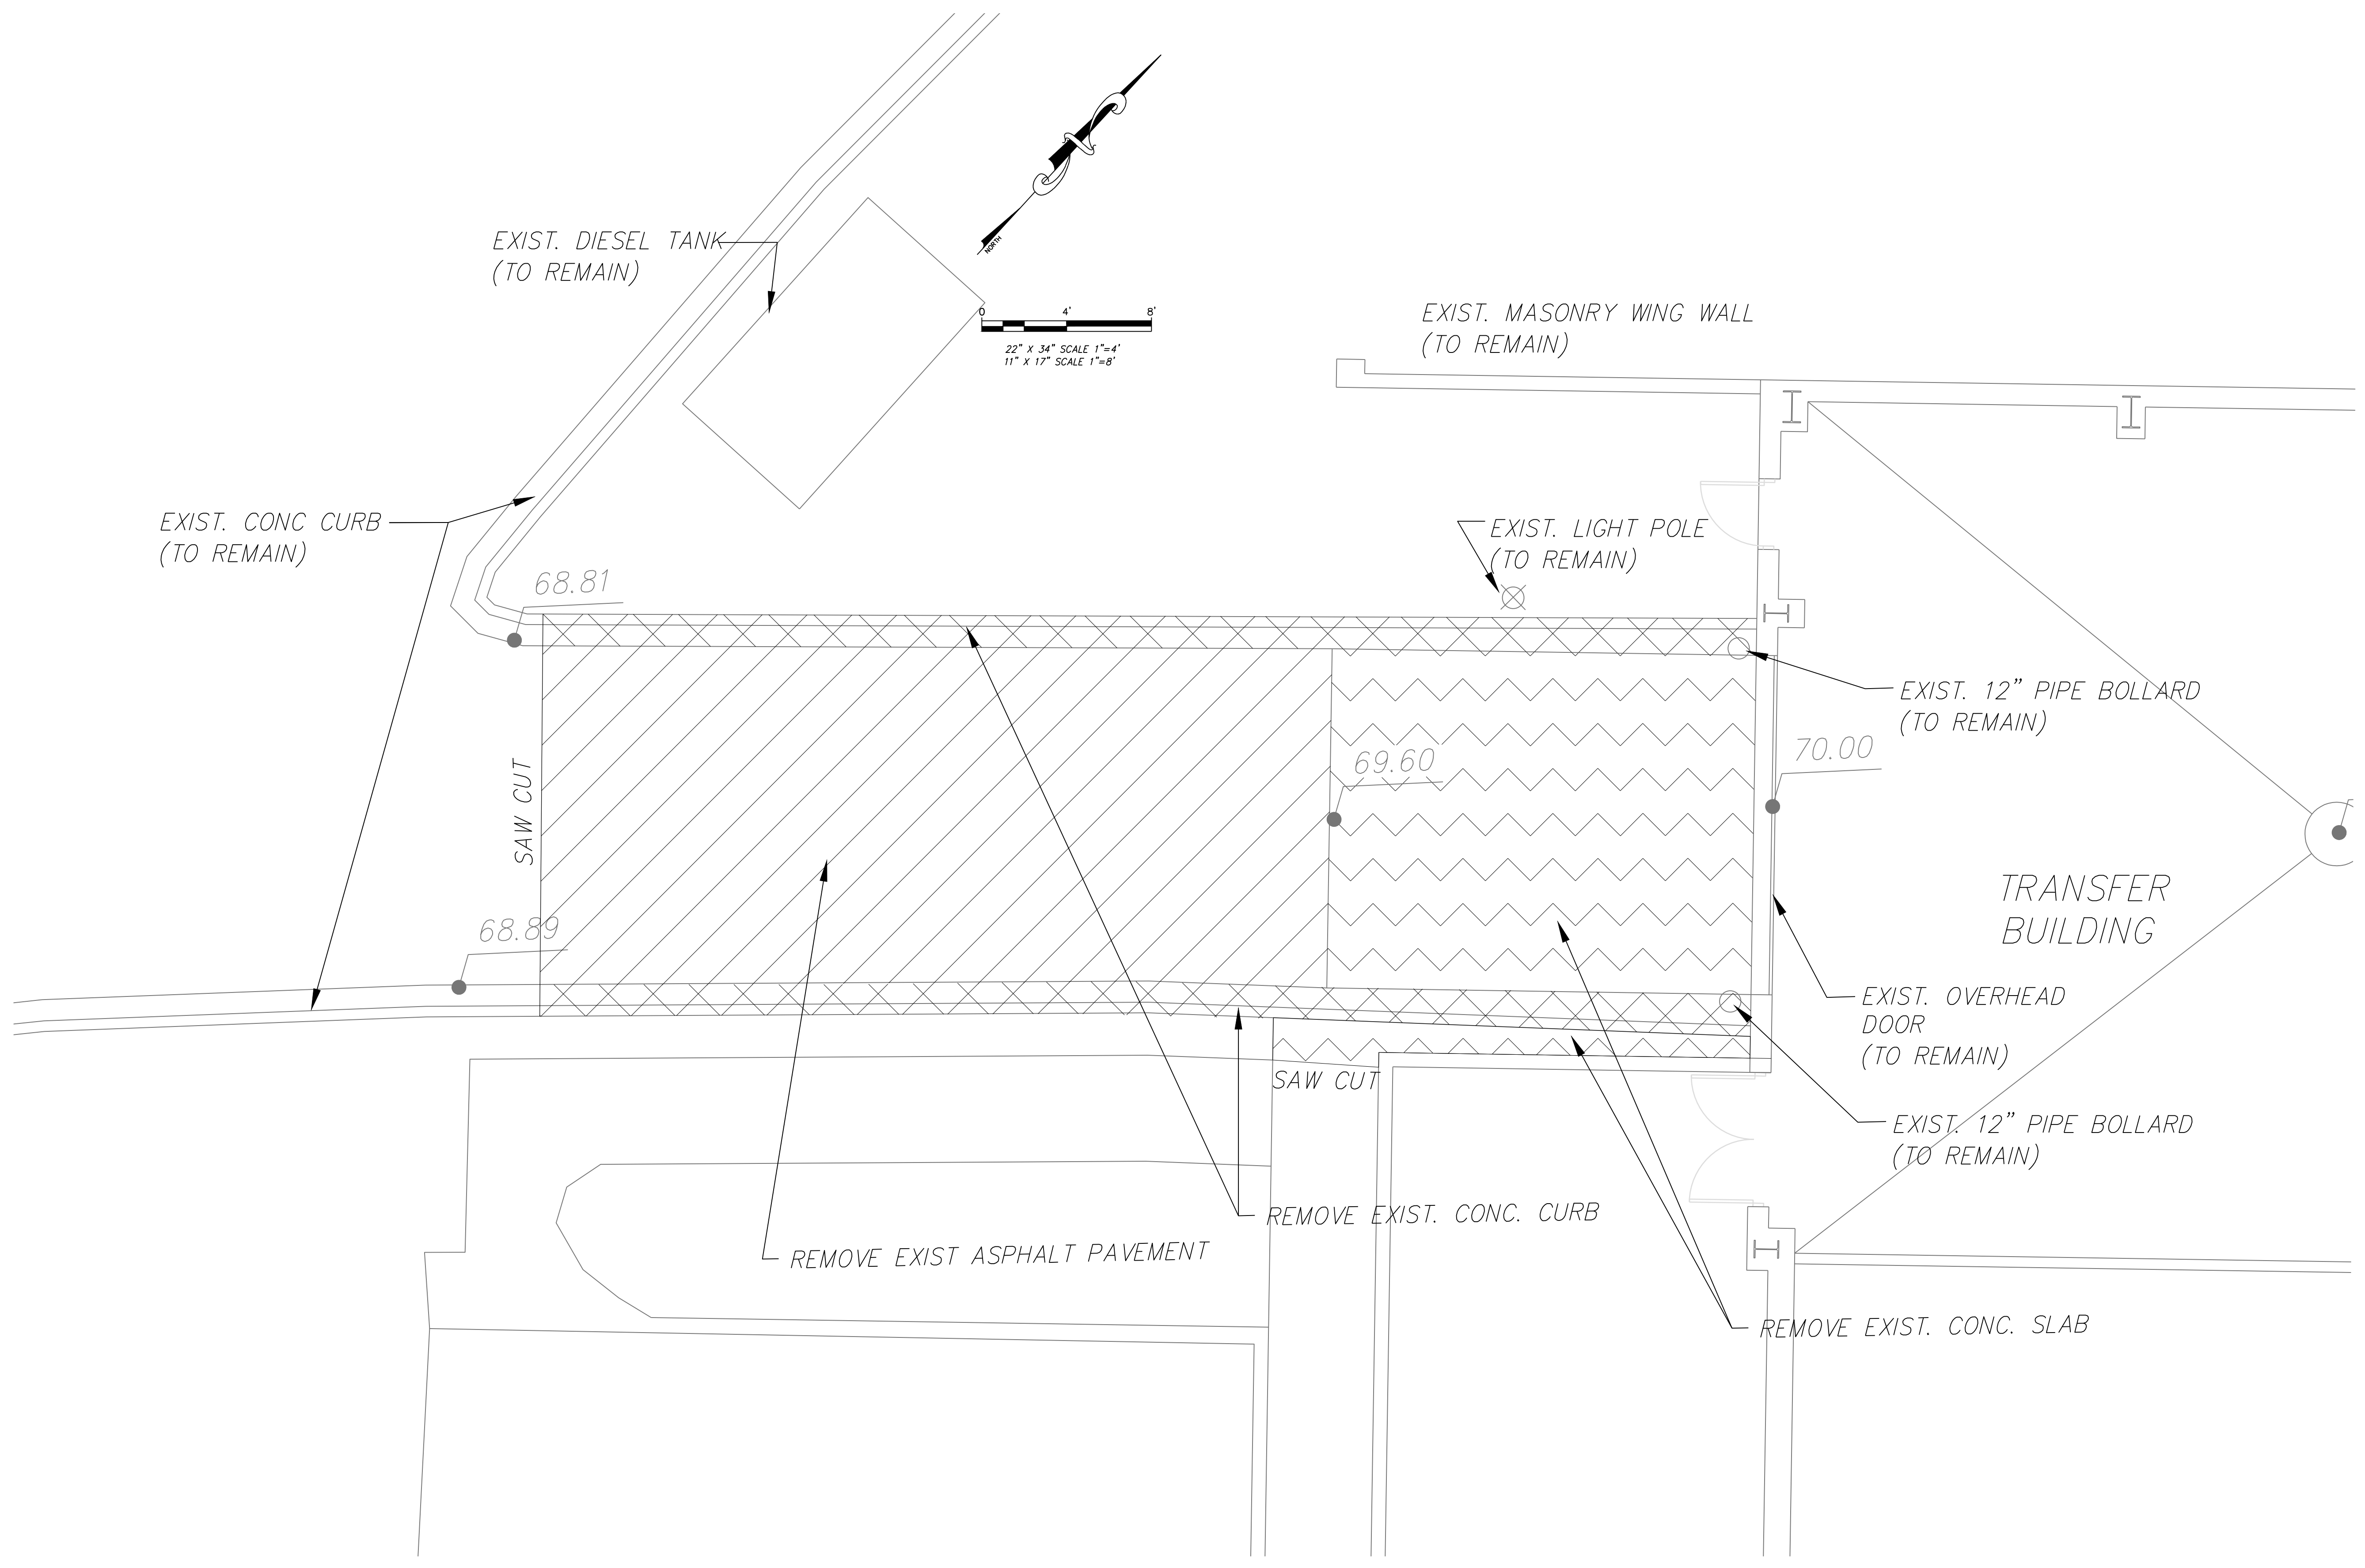 NORTH
EXIST. DIESEL TANK
(TO REMAIN)
0 4' 8'
22" X 34" SCALE 1"=4'
11" X 17" SCALE 1"=8'
EXIST. MASONRY WING WALL
(TO REMAIN)
EXIST. CONC CURB
(TO REMAIN)
EXIST. LIGHT POLE
(TO REMAIN)
68.81
EXIST. 12" PIPE BOLLARD
(TO REMAIN)
69.60
70.00
SAW CUT
68.89
TRANSFER
BUILDING
EXIST. OVERHEAD
DOOR
(TO REMAIN)
SAW CUT
EXIST. 12" PIPE BOLLARD
(TO REMAIN)
REMOVE EXIST. CONC. CURB
REMOVE EXIST ASPHALT PAVEMENT
REMOVE EXIST. CONC. SLAB